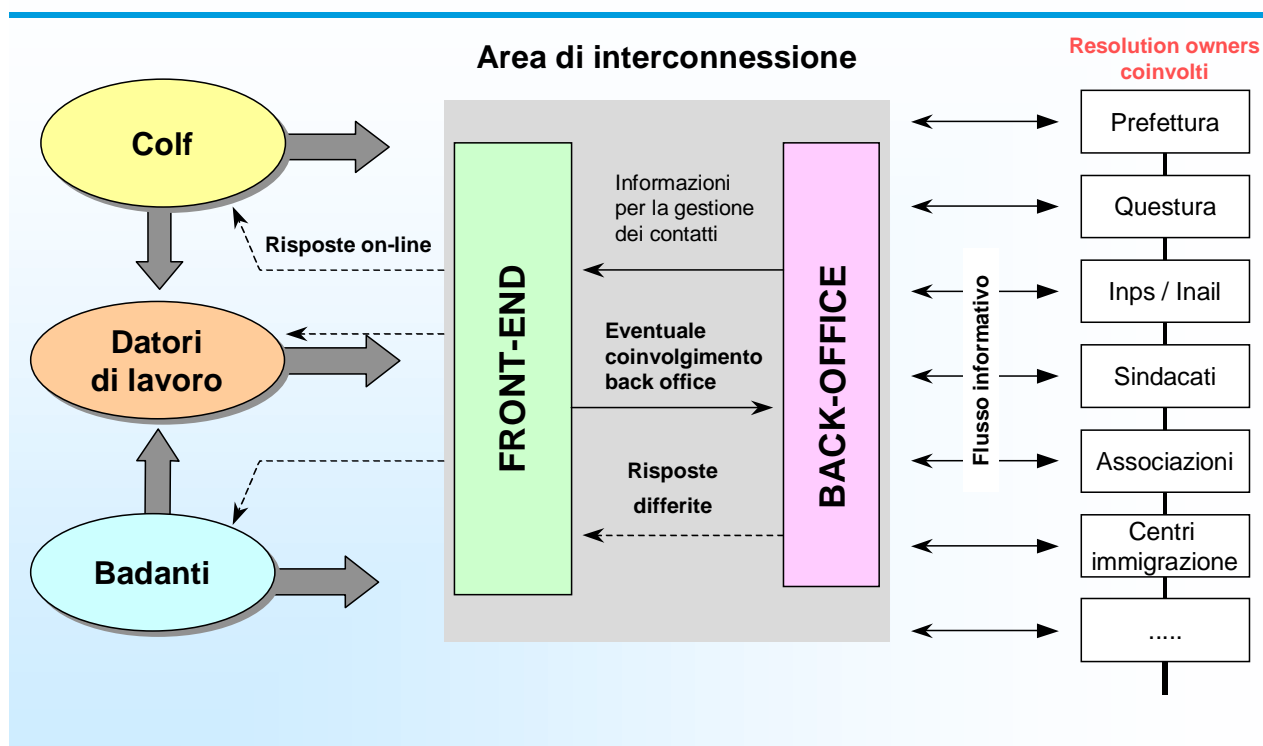 Area di interconnessione
Resolution owners
coinvolti
Colf
Risposte on-line
Datori
di lavoro
Badanti
FRONT-END
Informazioni
per la gestione
dei contatti
Eventuale
coinvolgimento
back office
Risposte
differite
BACK-OFFICE
Flusso informativo
Prefettura
Questura
Inps / Inail
Sindacati
Associazioni
Centri
immigrazione
.....